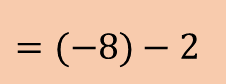 = (−8) − 2